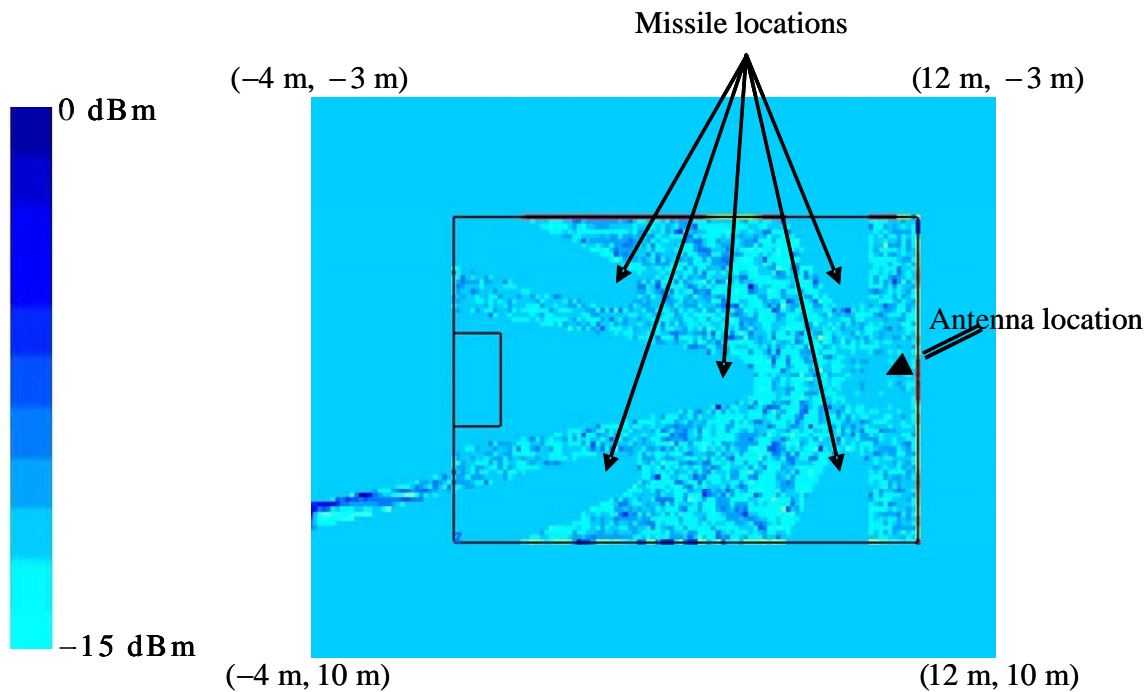 Missile locations
(−4 m, −3 m)
(12 m, −3 m)
0 dBm
Antenna location
−15 dBm
(−4 m, 10 m)
(12 m, 10 m)